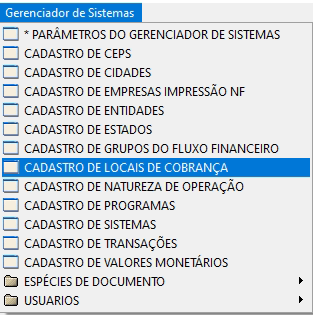 Gerenciador de Sistemas
* PARÂMETROS DO GERENCIADOR DE SISTEMAS
CADASTRO DE CEPS
CADASTRO DE CIDADES
CADASTRO DE EMPRESAS IMPRESSÃO NF
CADASTRO DE ENTIDADES
CADASTRO DE ESTADOS
CADASTRO DE GRUPOS DO FLUXO FINANCEIRO
CADASTRO DE LOCAIS DE COBRANÇA
CADASTRO DE NATUREZA DE OPERAÇÃO
CADASTRO DE PROGRAMAS
CADASTRO DE SISTEMAS
CADASTRO DE TRANSAÇÕES
CADASTRO DE VALORES MONETÁRIOS
ESPÉCIES DE DOCUMENTO
USUARIOS